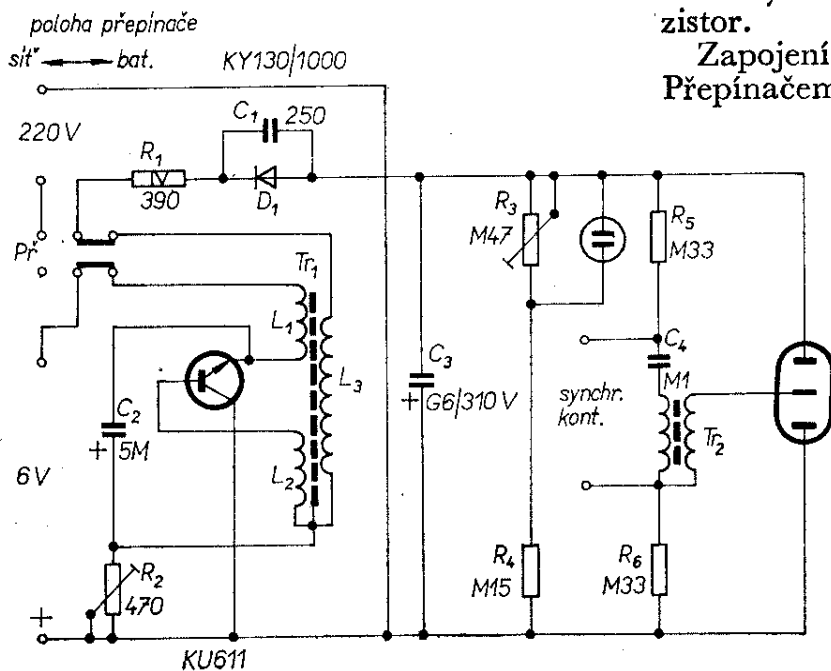 zistor.
Zapojení
Přepínačem
poloha přepínače
síť bat.
KY130/1000
220 V
C1 250
R1
390
D1
Př
Tr1
L1
L2
L3
C2
+ 5M
6V
R2
470
+
KU611
C3
+ G6/310 V
R3
M47
R4
M15
R5
M33
C4
M1
synchr.
kont.
Tr2
R6
M33